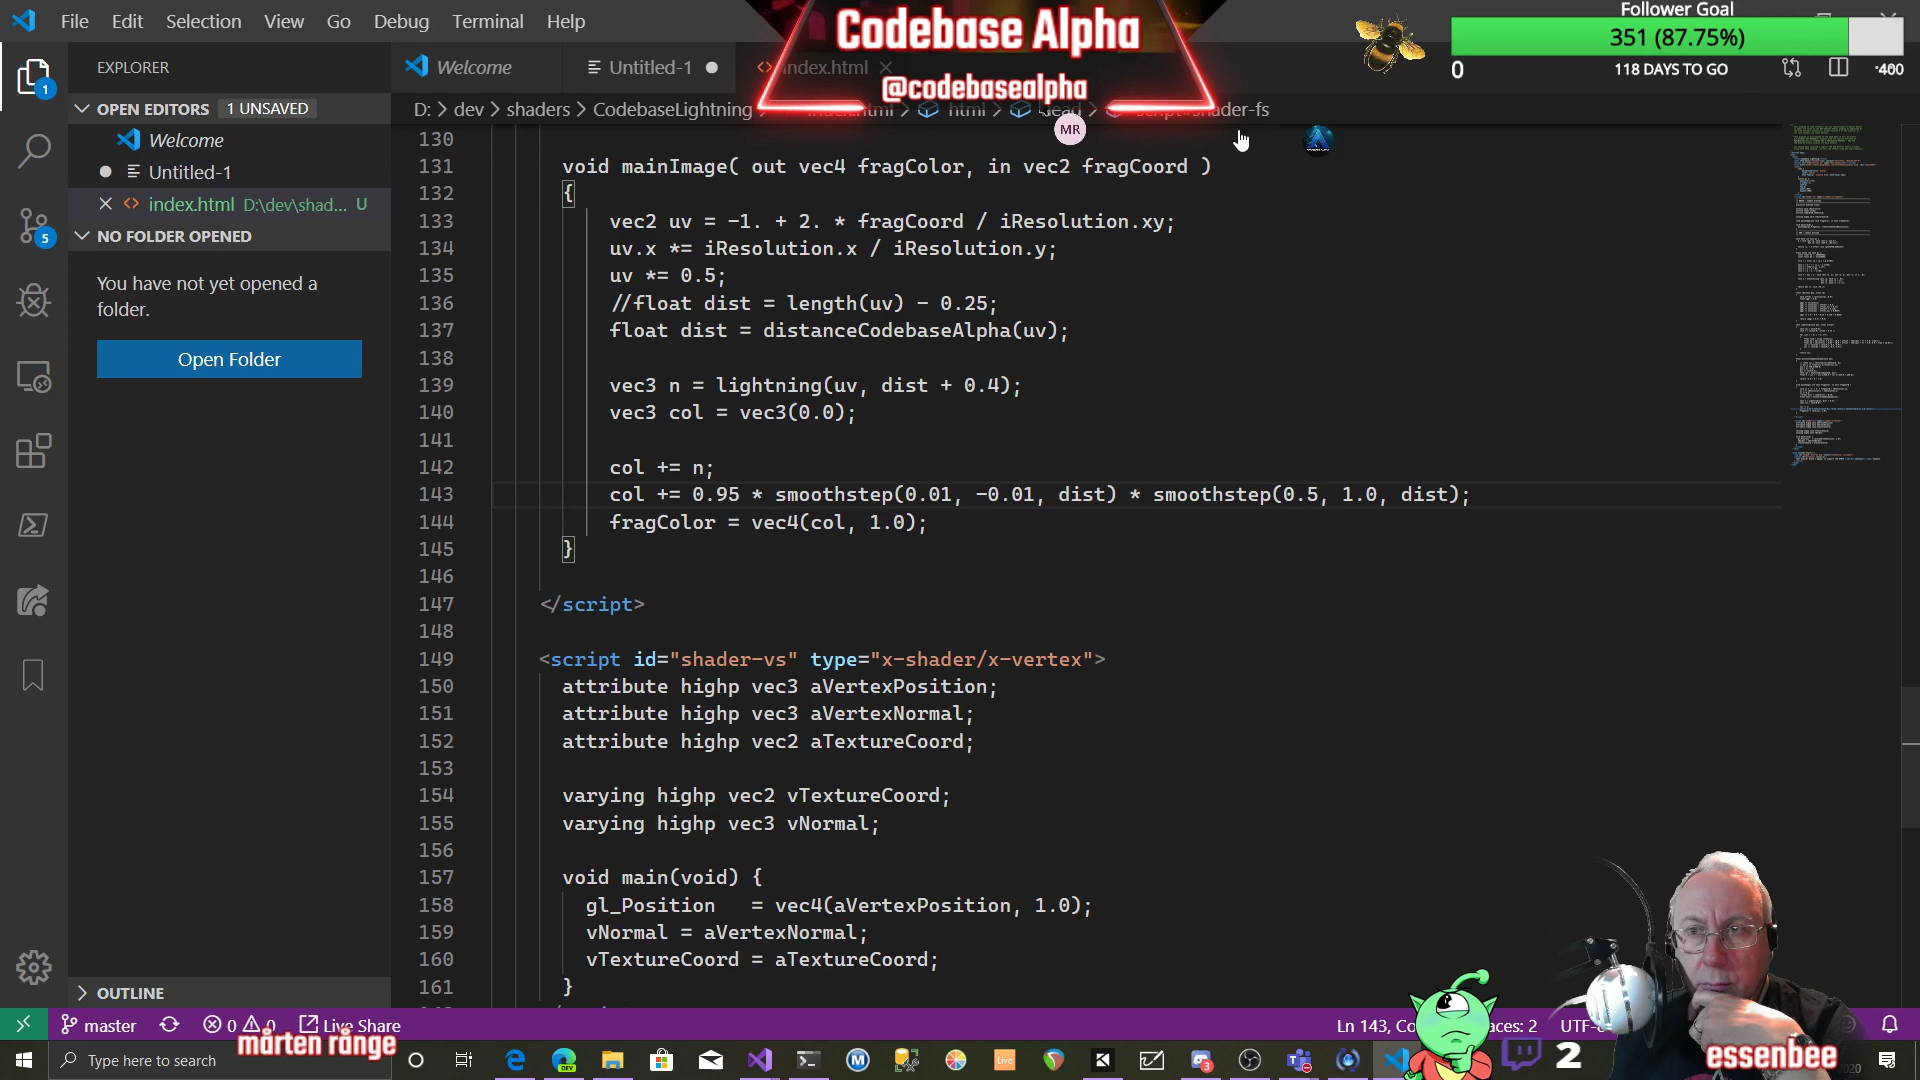 File Edit Selection View Go Debug Terminal Help
Codebase Alpha
@codebasealpha
Follower Goal
351 (87.75%)
0
118 DAYS TO GO
400
EXPLORER
Welcome
Untitled-1
index.html
OPEN EDITORS 1 UNSAVED
Welcome
Untitled-1
index.html D:\dev\shad... U
NO FOLDER OPENED
You have not yet opened a
folder.
Open Folder
1
5
D: > dev > shaders > CodebaseLightning
MR
130
131 void mainImage( out vec4 fragColor, in vec2 fragCoord )
132 {
133 vec2 uv = -1. + 2. * fragCoord / iResolution.xy;
134 uv.x *= iResolution.x / iResolution.y;
135 uv *= 0.5;
136 //float dist = length(uv) - 0.25;
137 float dist = distanceCodebaseAlpha(uv);
138
139 vec3 n = lightning(uv, dist + 0.4);
140 vec3 col = vec3(0.0);
141
142 col += n;
143 col += 0.95 * smoothstep(0.01, -0.01, dist) * smoothstep(0.5, 1.0, dist);
144 fragColor = vec4(col, 1.0);
145 }
146
147 </script>
148
149 <script id="shader-vs" type="x-shader/x-vertex">
150 attribute highp vec3 aVertexPosition;
151 attribute highp vec3 aVertexNormal;
152 attribute highp vec2 aTextureCoord;
153
154 varying highp vec2 vTextureCoord;
155 varying highp vec3 vNormal;
156
157 void main(void) {
158 gl_Position = vec4(aVertexPosition, 1.0);
159 vNormal = aVertexNormal;
160 vTextureCoord = aTextureCoord;
161 }
OUTLINE
master 0 0 Live Share
Ln 143,
mårten rånge
Type here to search
2
essenbee